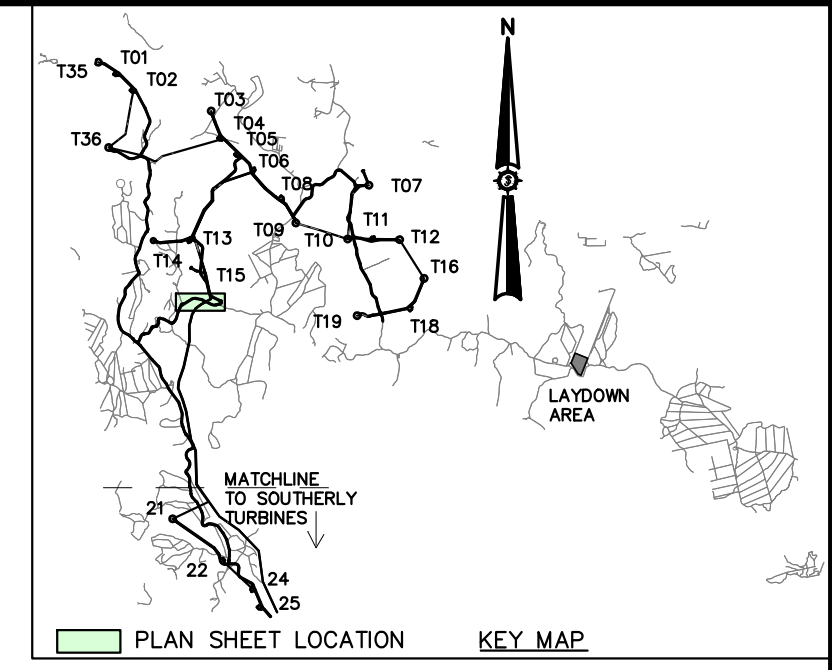 N
T01
T35
T02
T03
T04
T36
T05
T06
T07
T08
T09
T11
T10
T12
T13
T14
T16
T15
T19
T18
LAYDOWN
AREA
MATCHLINE
TO SOUTHERLY
TURBINES
21
22
24
25
PLAN SHEET LOCATION KEY MAP